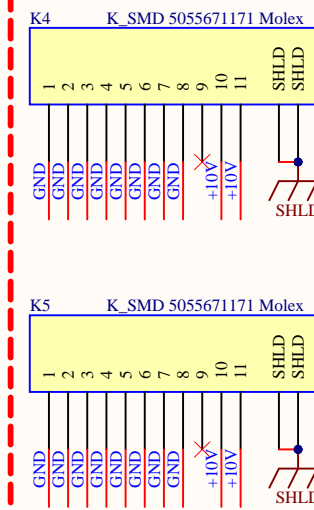 K4 K_SMD 5055671171 Molex
1 2 3 4 5 6 7 8 9 10 11 SHLD SHLD
GND GND GND GND GND GND GND GND +10V +10V
SHLD
K5 K_SMD 5055671171 Molex
1 2 3 4 5 6 7 8 9 10 11 SHLD SHLD
GND GND GND GND GND GND GND GND +10V +10V
SHLD